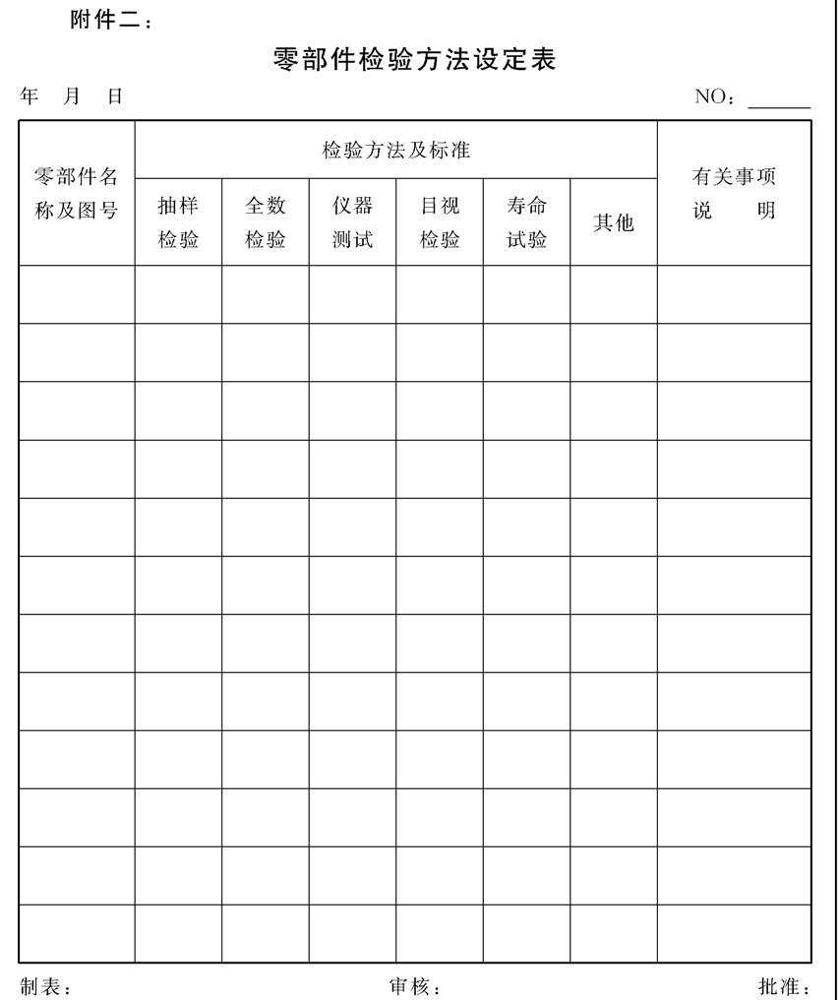 附件二：
零部件检验方法设定表
年 月 日 NO：______
检验方法及标准
零部件名
称及图号
抽样
检验
全数
检验
仪器
测试
目视
检验
寿命
试验
其他
有关事项
说 明
制表： 审核： 批准：